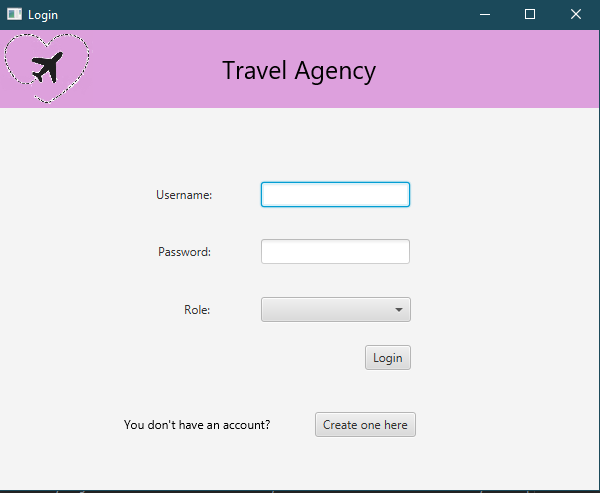 Login
Travel Agency
Username:
Password:
Role:
Login
You don't have an account? Create one here